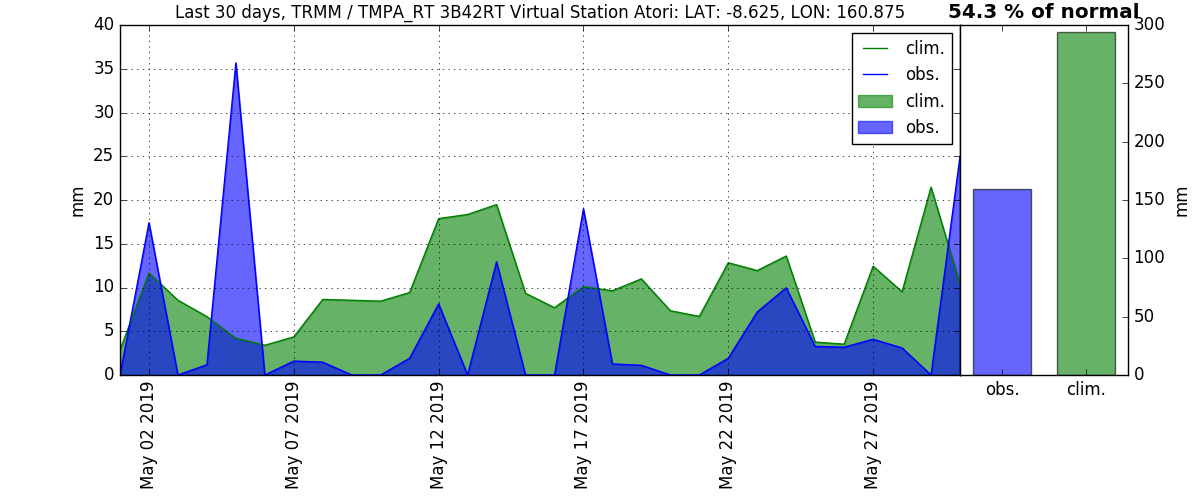 Last 30 days, TRMM / TMPA_RT 3B42RT Virtual Station Atori: LAT: -8.625, LON: 160.875
54.3 % of normal
40
35
30
25
20
15
10
5
0
mm
clim.
obs.
clim.
obs.
May 02 2019
May 07 2019
May 12 2019
May 17 2019
May 22 2019
May 27 2019
300
250
200
150
100
50
0
mm
obs.
clim.